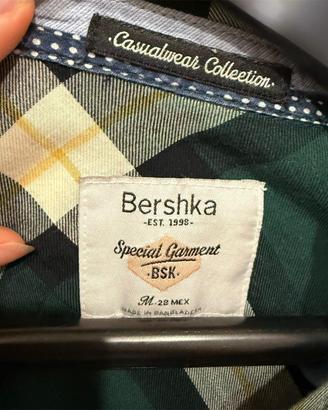 Casualwear Collection
Bershka
-EST. 1998-
Special Garment
·BSK·
M · 28 MEX
MADE IN BANGLADESH